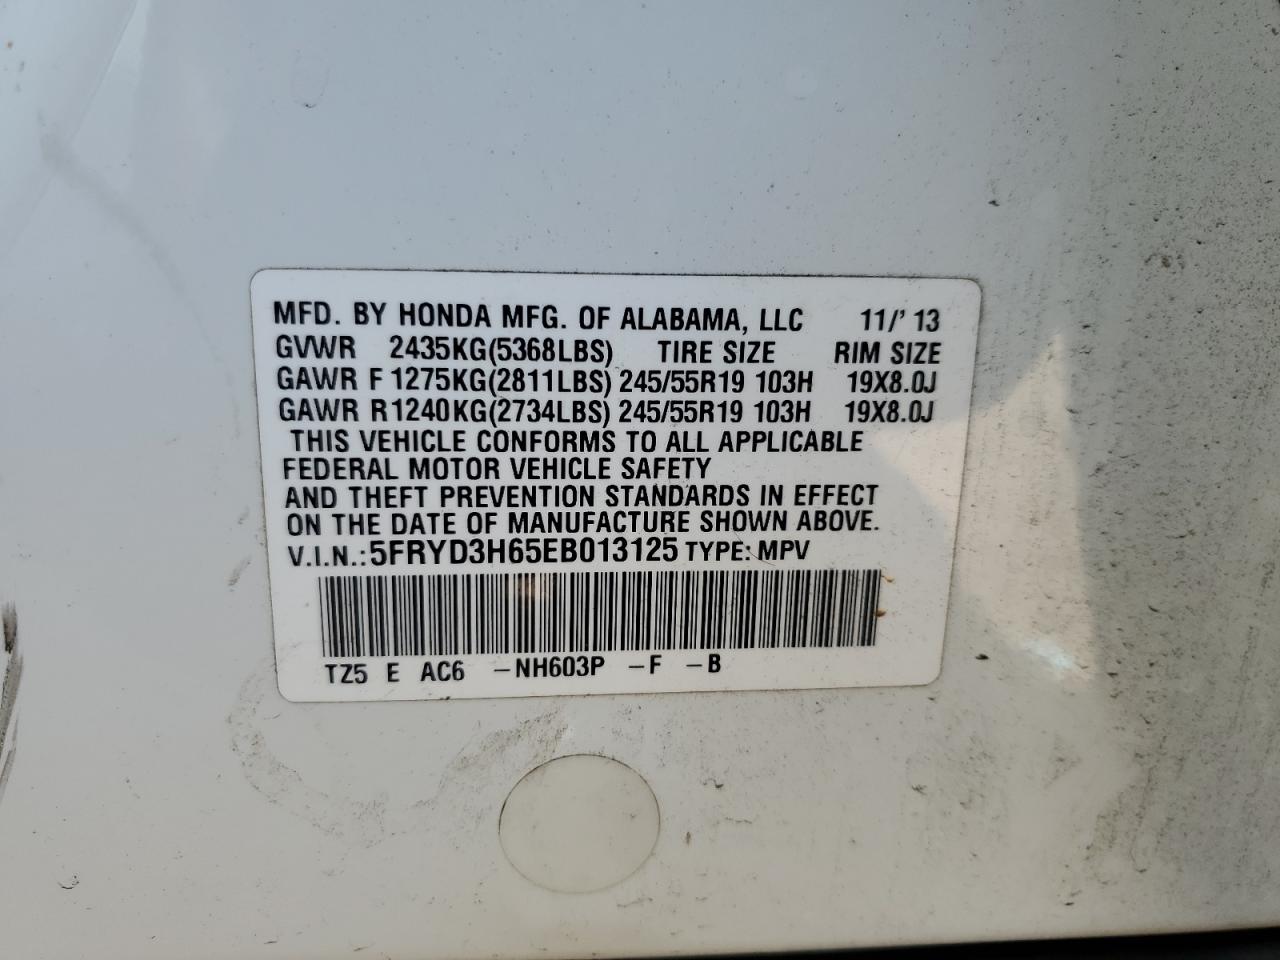 MFD. BY HONDA MFG. OF ALABAMA, LLC 11/' 13
GVWR 2435KG(5368LBS) TIRE SIZE RIM SIZE
GAWR F 1275KG(2811LBS) 245/55R19 103H 19X8.0J
GAWR R1240KG(2734LBS) 245/55R19 103H 19X8.0J
THIS VEHICLE CONFORMS TO ALL APPLICABLE
FEDERAL MOTOR VEHICLE SAFETY
AND THEFT PREVENTION STANDARDS IN EFFECT
ON THE DATE OF MANUFACTURE SHOWN ABOVE.
V.I.N.:5FRYD3H65EB013125 TYPE: MPV
TZ5 E AC6 -NH603P -F -B